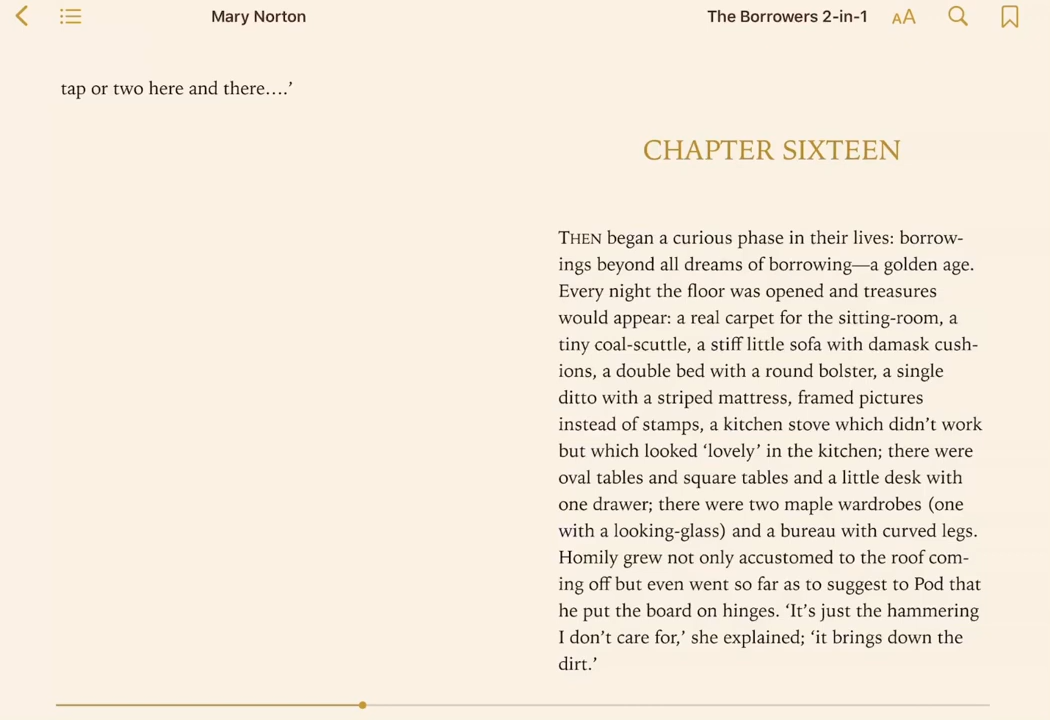 Mary Norton
The Borrowers 2-in-1
AA
tap or two here and there….’
CHAPTER SIXTEEN
THEN began a curious phase in their lives: borrow-
ings beyond all dreams of borrowing—a golden age.
Every night the floor was opened and treasures
would appear: a real carpet for the sitting-room, a
tiny coal-scuttle, a stiff little sofa with damask cush-
ions, a double bed with a round bolster, a single
ditto with a striped mattress, framed pictures
instead of stamps, a kitchen stove which didn’t work
but which looked ‘lovely’ in the kitchen; there were
oval tables and square tables and a little desk with
one drawer; there were two maple wardrobes (one
with a looking-glass) and a bureau with curved legs.
Homily grew not only accustomed to the roof com-
ing off but even went so far as to suggest to Pod that
he put the board on hinges. ‘It’s just the hammering
I don’t care for,’ she explained; ‘it brings down the
dirt.’